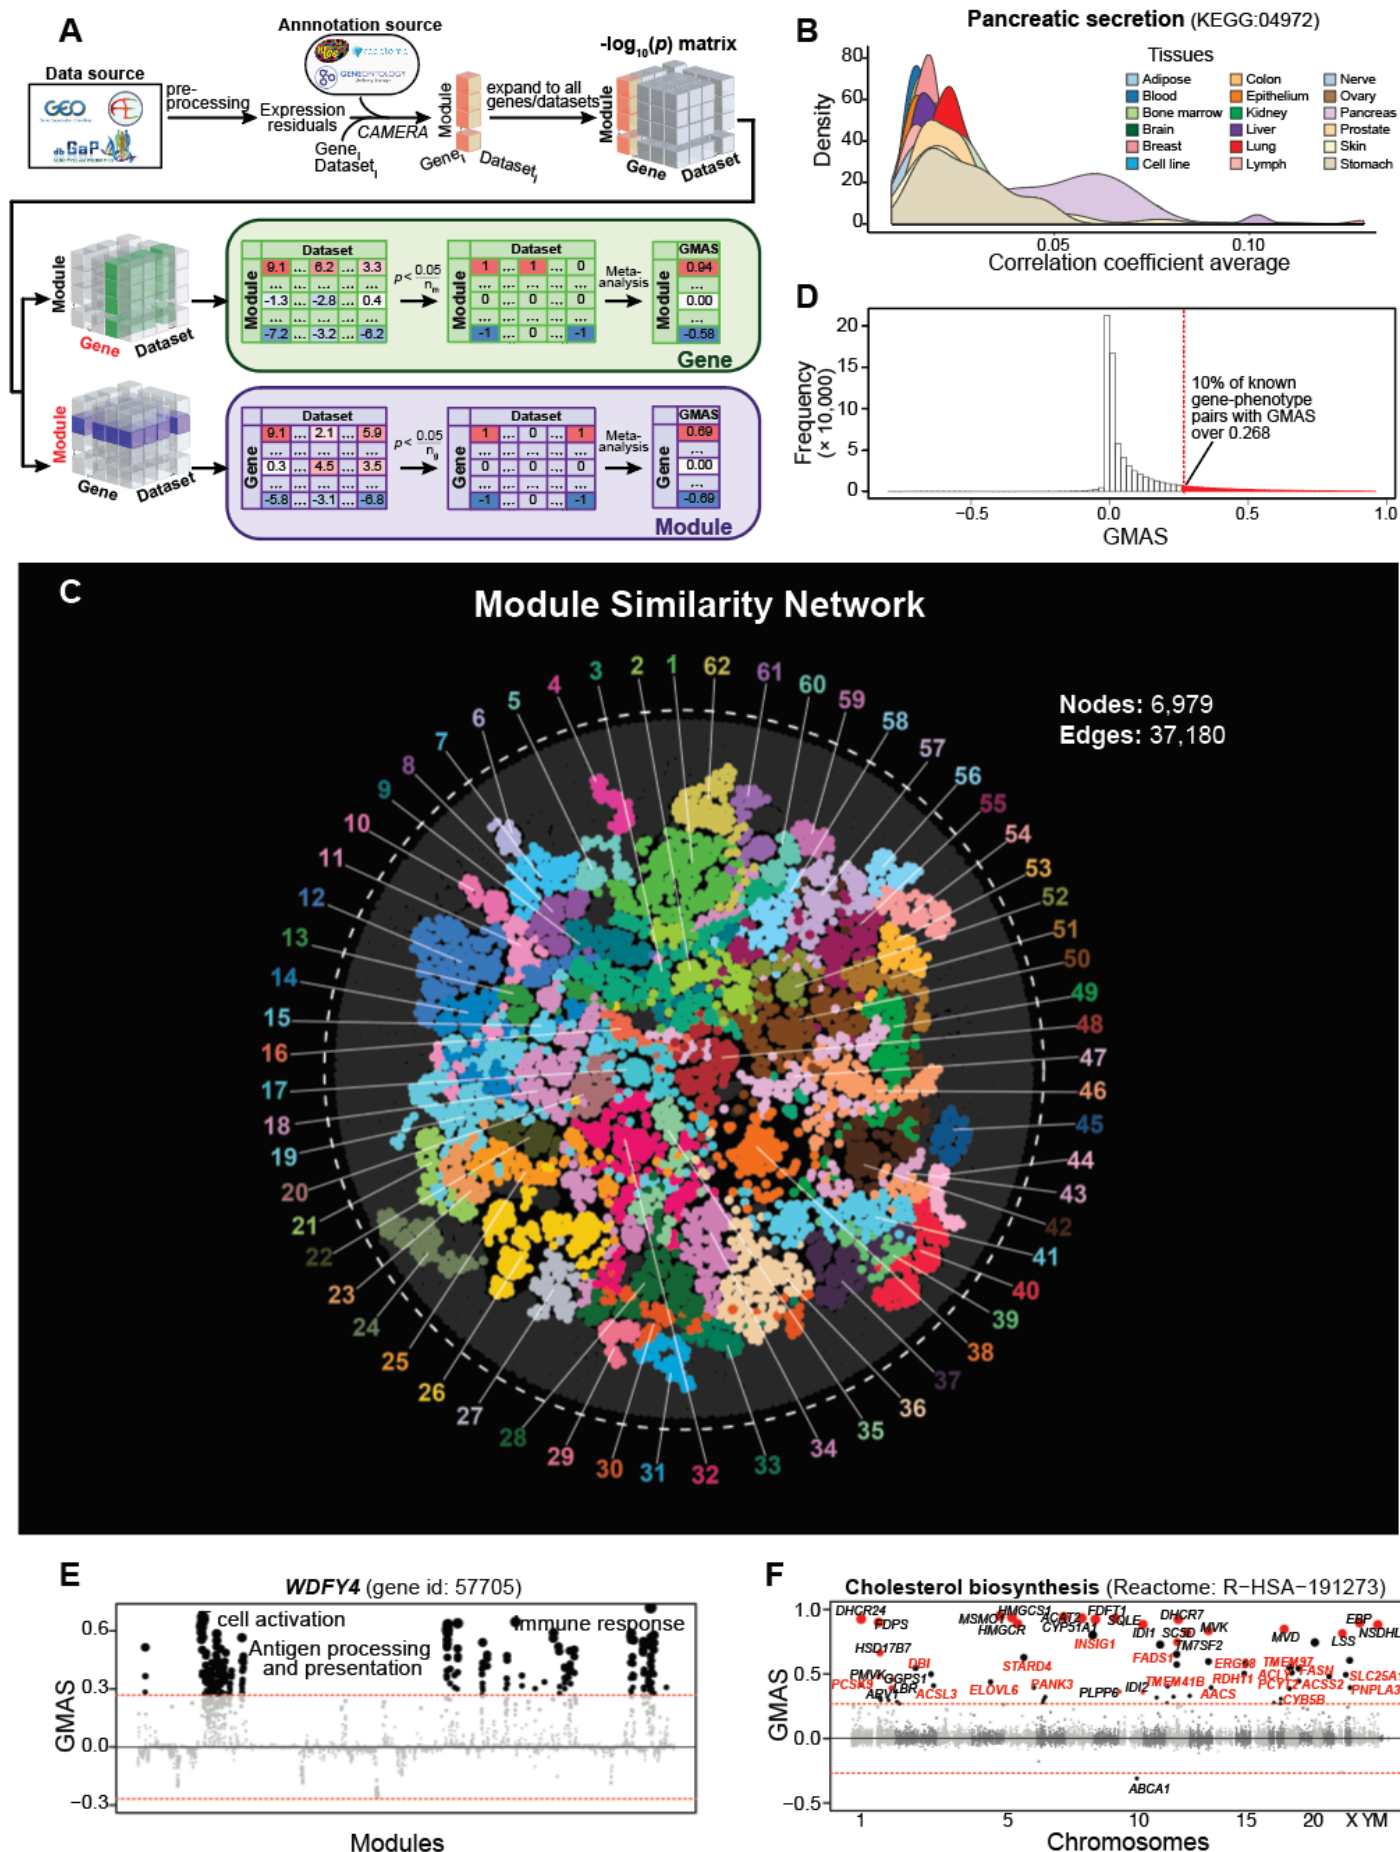 A
Data source
GEO
dbGaP
pre-
processing
Annnotation source
KEGG
reactome
GENEONTOLOGY
Expression
residuals
Gene_I
Dataset_I
CAMERA
Module
Gene_I
Dataset_I
expand to all
genes/datasets
-log10(p) matrix
Module
Gene
Dataset
Module
Gene
Dataset
Dataset
Module
9.1 ... 6.2 ... 3.3
... ... ...
-1.3 ... -2.8 ... 0.4
... ... ...
-7.2 ... -3.2 ... -6.2
p < 0.05
n_m
Dataset
Module
1 ... 1 ... 0
... ... ...
0 ... 0 ... 0
... ... ...
-1 ... 0 ... -1
Meta-
analysis
GMAS
Module
0.94
...
0.00
...
-0.58
Gene
Module
Gene
Dataset
Dataset
Gene
9.1 ... 2.1 ... 5.9
... ... ...
0.3 ... 4.5 ... 3.5
... ... ...
-5.8 ... -3.1 ... -6.8
p < 0.05
n_g
Dataset
Gene
1 ... 0 ... 1
... ... ...
0 ... 0 ... 0
... ... ...
-1 ... 0 ... -1
Meta-
analysis
GMAS
Gene
0.69
...
0.00
...
-0.69
Module
B
Pancreatic secretion (KEGG:04972)
Density
80
60
40
20
0
Tissues
Adipose Colon Nerve
Blood Epithelium Ovary
Bone marrow Kidney Pancreas
Brain Liver Prostate
Breast Lung Skin
Cell line Lymph Stomach
0.05 0.10
Correlation coefficient average
D
Frequency
(× 10,000)
20
15
10
5
0
10% of known
gene-phenotype
pairs with GMAS
over 0.268
−0.5 0.0 0.5 1.0
GMAS
C
Module Similarity Network
Nodes: 6,979
Edges: 37,180
1
2
3
4
5
6
7
8
9
10
11
12
13
14
15
16
17
18
19
20
21
22
23
24
25
26
27
28
29
30
31
32
33
34
35
36
37
38
39
40
41
42
43
44
45
46
47
48
49
50
51
52
53
54
55
56
57
58
59
60
61
62
E
WDFY4 (gene id: 57705)
GMAS
0.6
0.3
0.0
−0.3
T cell activation
Antigen processing
and presentation
Immune response
Modules
F
Cholesterol biosynthesis (Reactome: R−HSA−191273)
GMAS
1.0
0.5
0.0
−0.5
DHCR24
FDPS
HSD17B7
DBI
PMVK
GGPS1
PCSK9
LBR
ARV1
ACSL3
MSMO1
HMGCS1
HMGCR
ACAT2
CYP51A1
FDFT1
SQLE
INSIG1
STARD4
ELOVL6
PANK3
PLPP6
IDI2
IDI1
DHCR7
SC5D
MVK
TM7SF2
FADS1
ERG28
TMEM41B
RDH11
AACS
MVD
TMEM97
ACLY
FASN
PCYT2
ACSS2
CYB5B
LSS
EBP
NSDHL
SLC25A1
PNPLA3
ABCA1
1 5 10 15 20 X Y M
Chromosomes